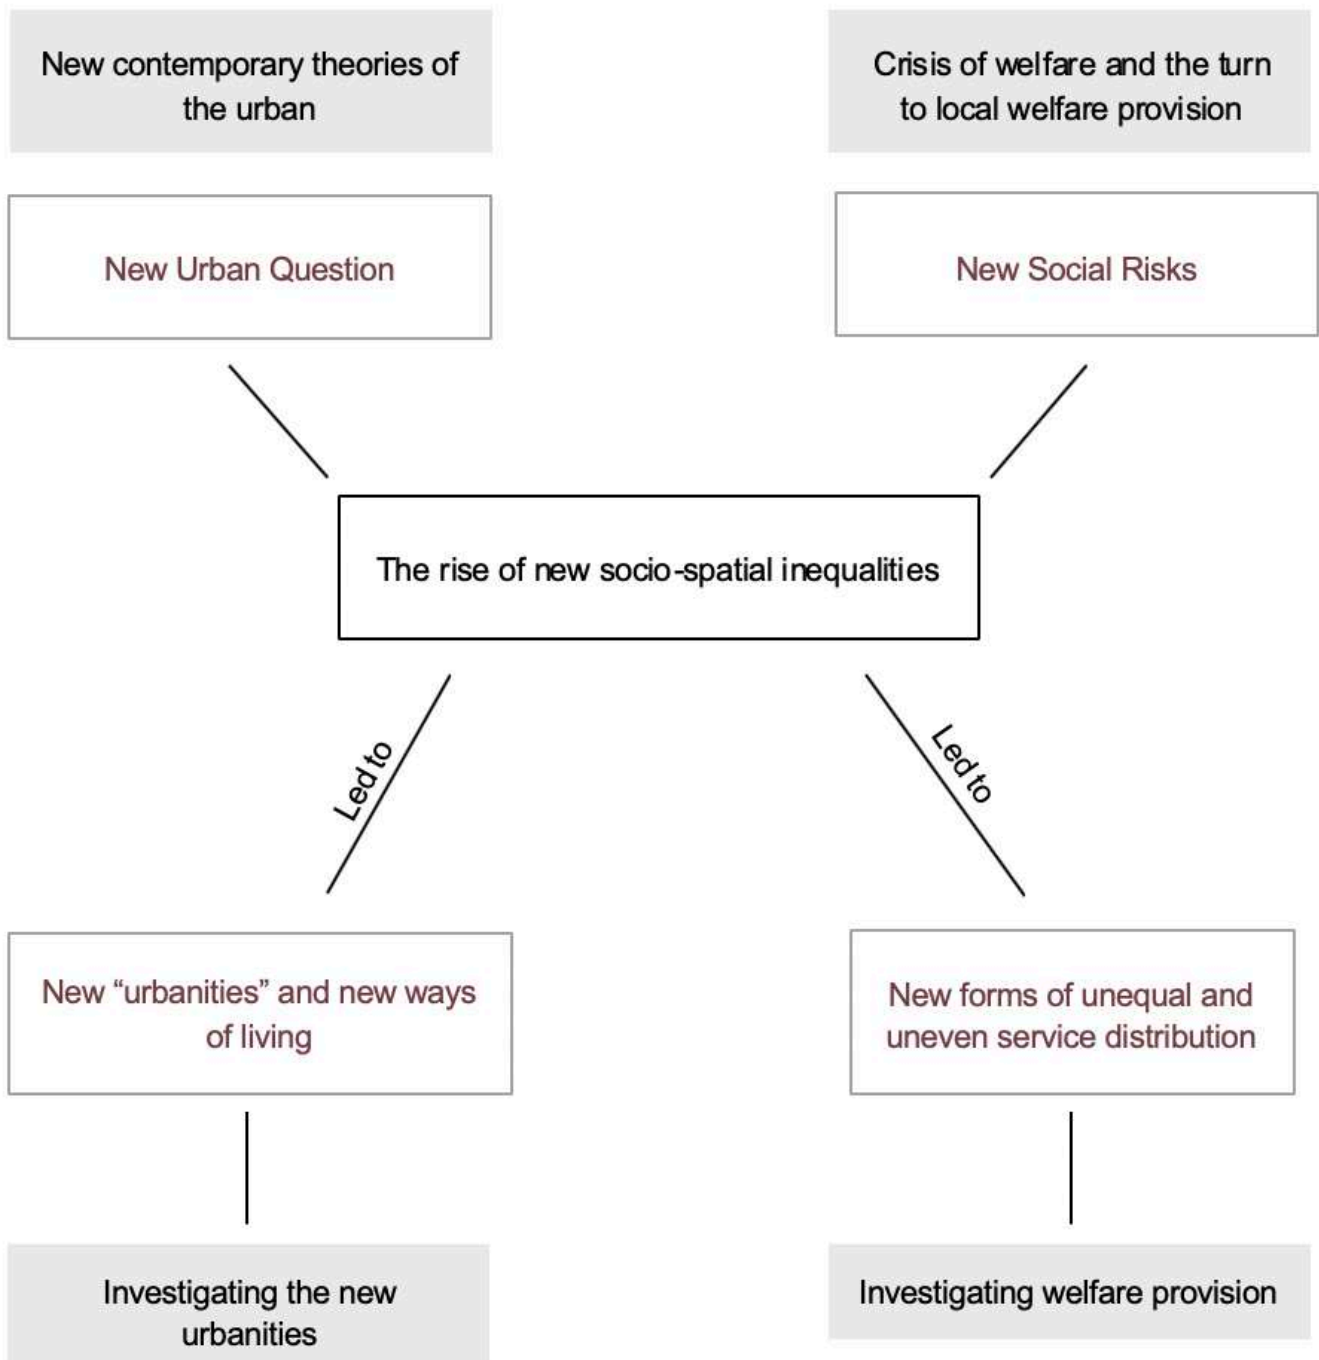 New contemporary theories of
the urban
Crisis of welfare and the turn
to local welfare provision
New Urban Question
New Social Risks
The rise of new socio-spatial inequalities
Led to
Led to
New “urbanities” and new ways
of living
New forms of unequal and
uneven service distribution
Investigating the new
urbanities
Investigating welfare provision